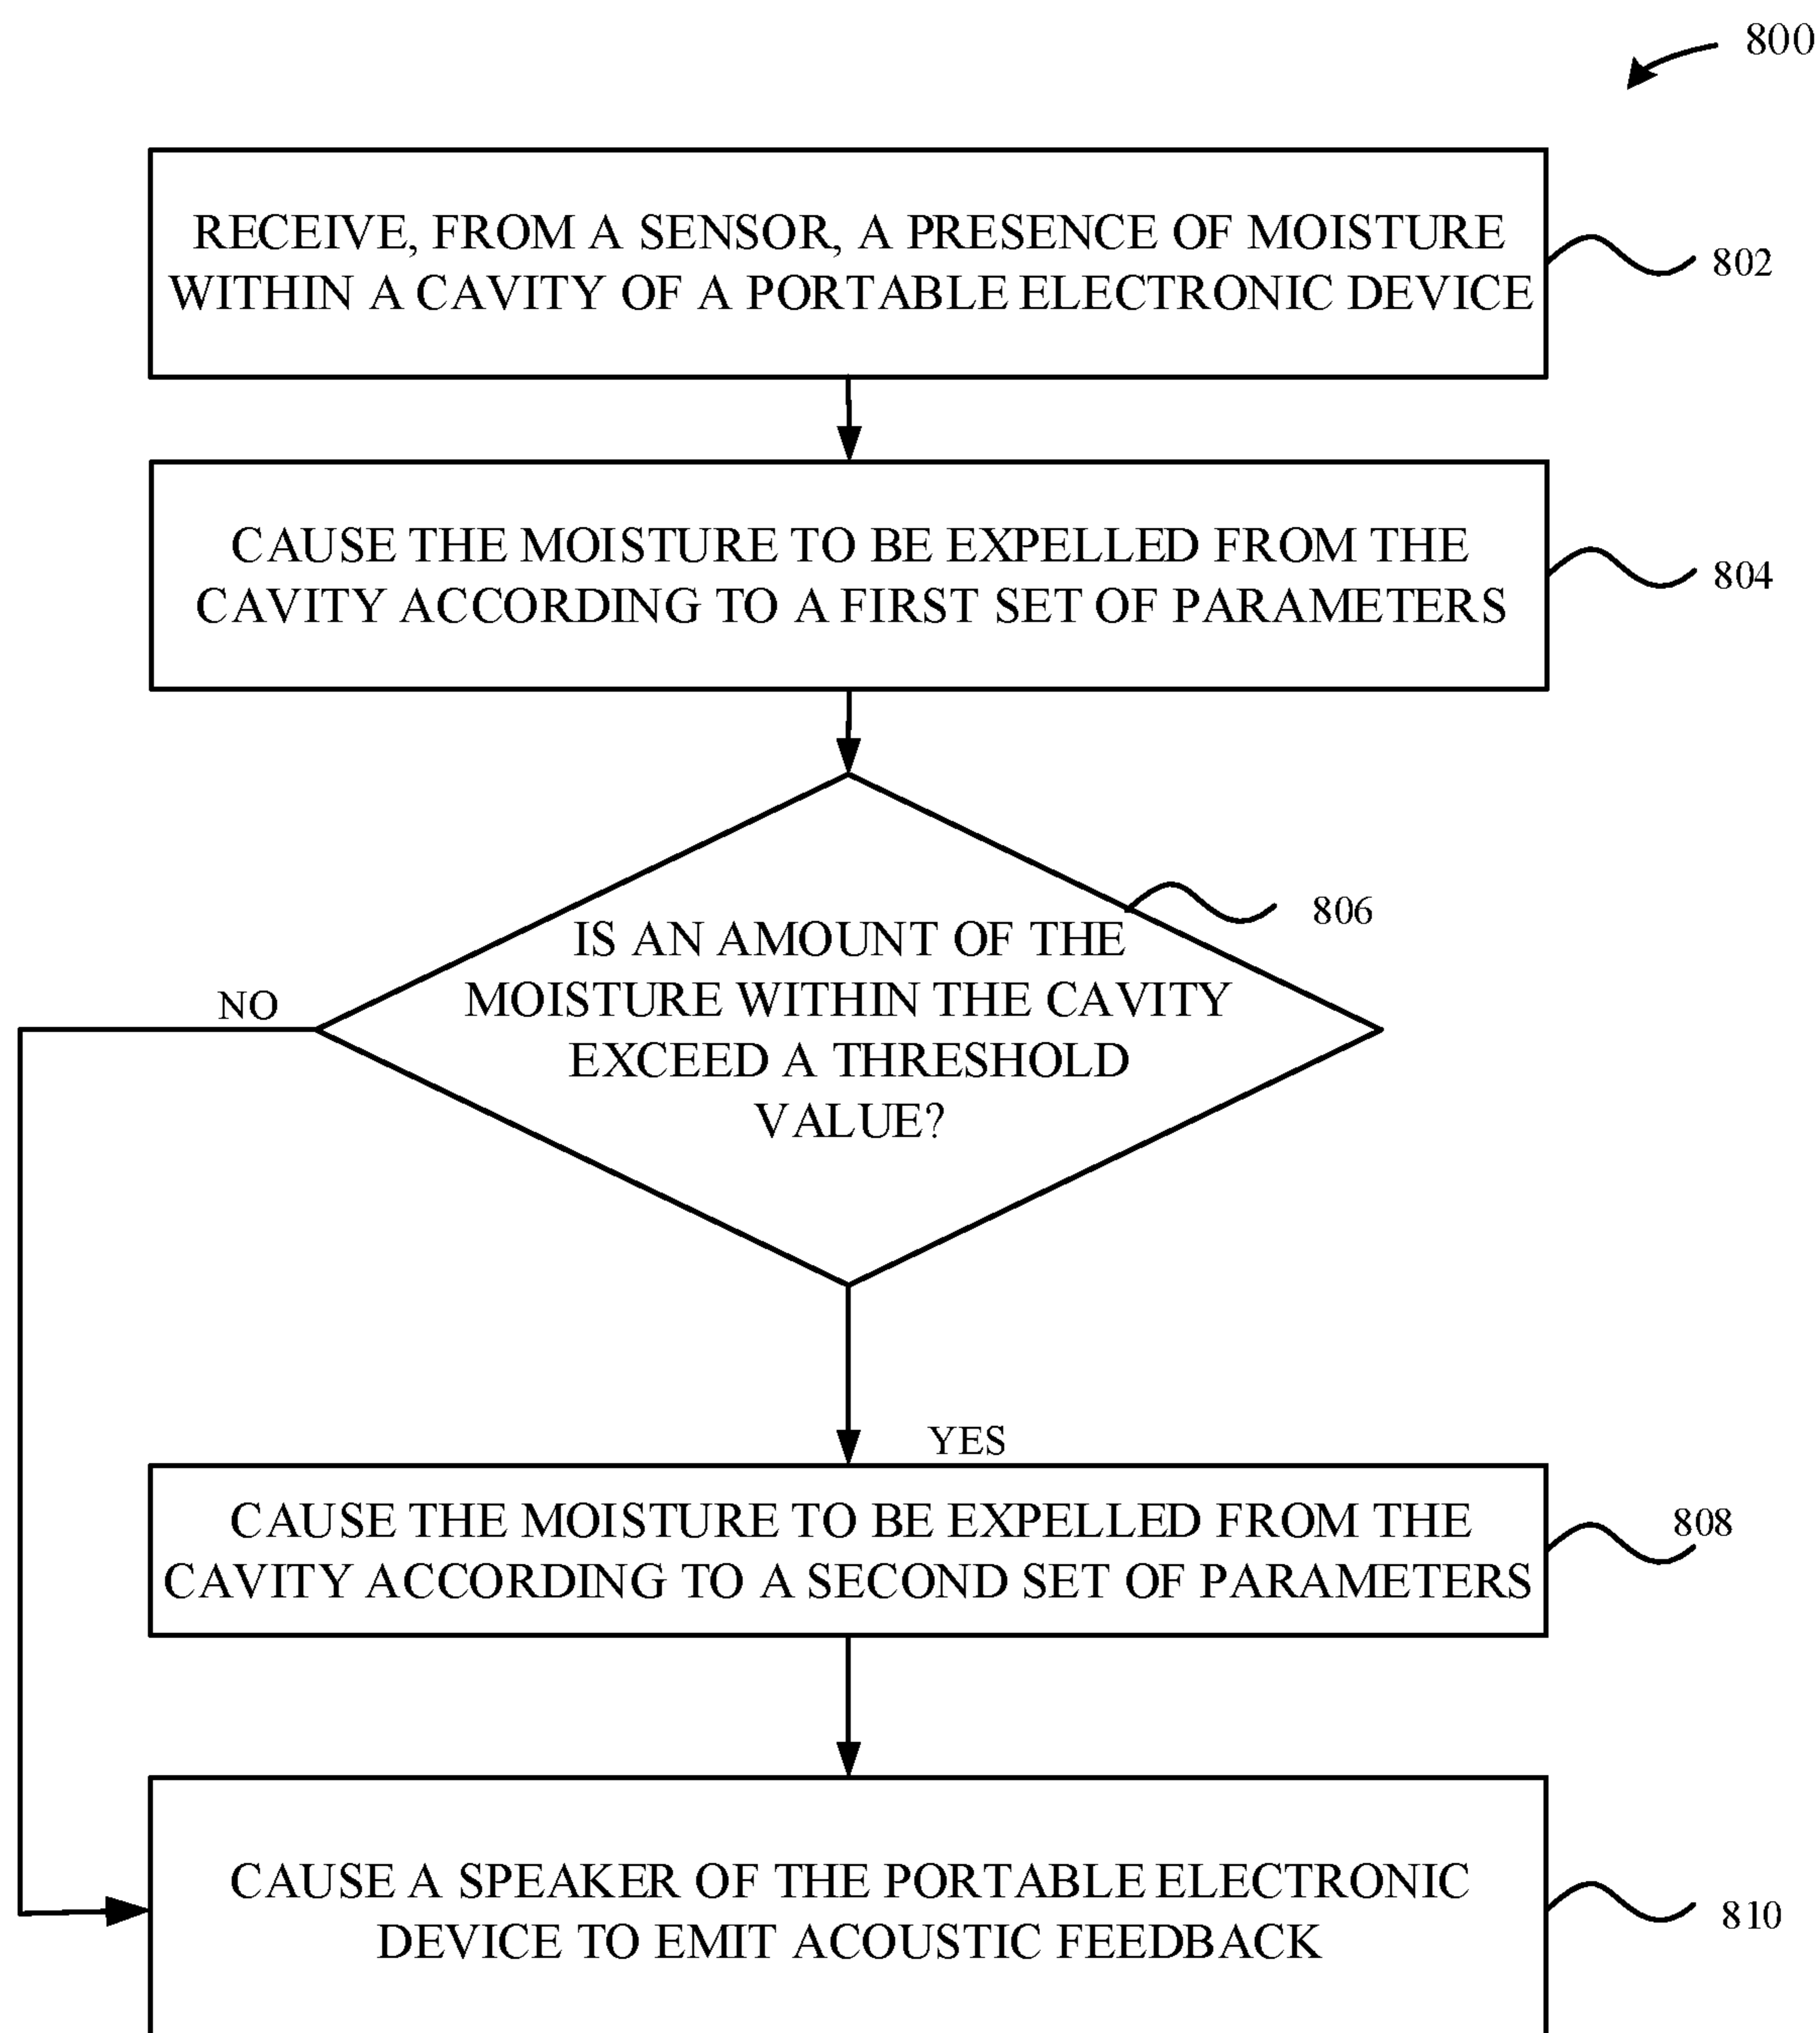 800
RECEIVE, FROM A SENSOR, A PRESENCE OF MOISTURE
WITHIN A CAVITY OF A PORTABLE ELECTRONIC DEVICE
802
CAUSE THE MOISTURE TO BE EXPELLED FROM THE
CAVITY ACCORDING TO A FIRST SET OF PARAMETERS
804
806
IS AN AMOUNT OF THE
MOISTURE WITHIN THE CAVITY
EXCEED A THRESHOLD
VALUE?
NO
YES
CAUSE THE MOISTURE TO BE EXPELLED FROM THE
CAVITY ACCORDING TO A SECOND SET OF PARAMETERS
808
CAUSE A SPEAKER OF THE PORTABLE ELECTRONIC
DEVICE TO EMIT ACOUSTIC FEEDBACK
810